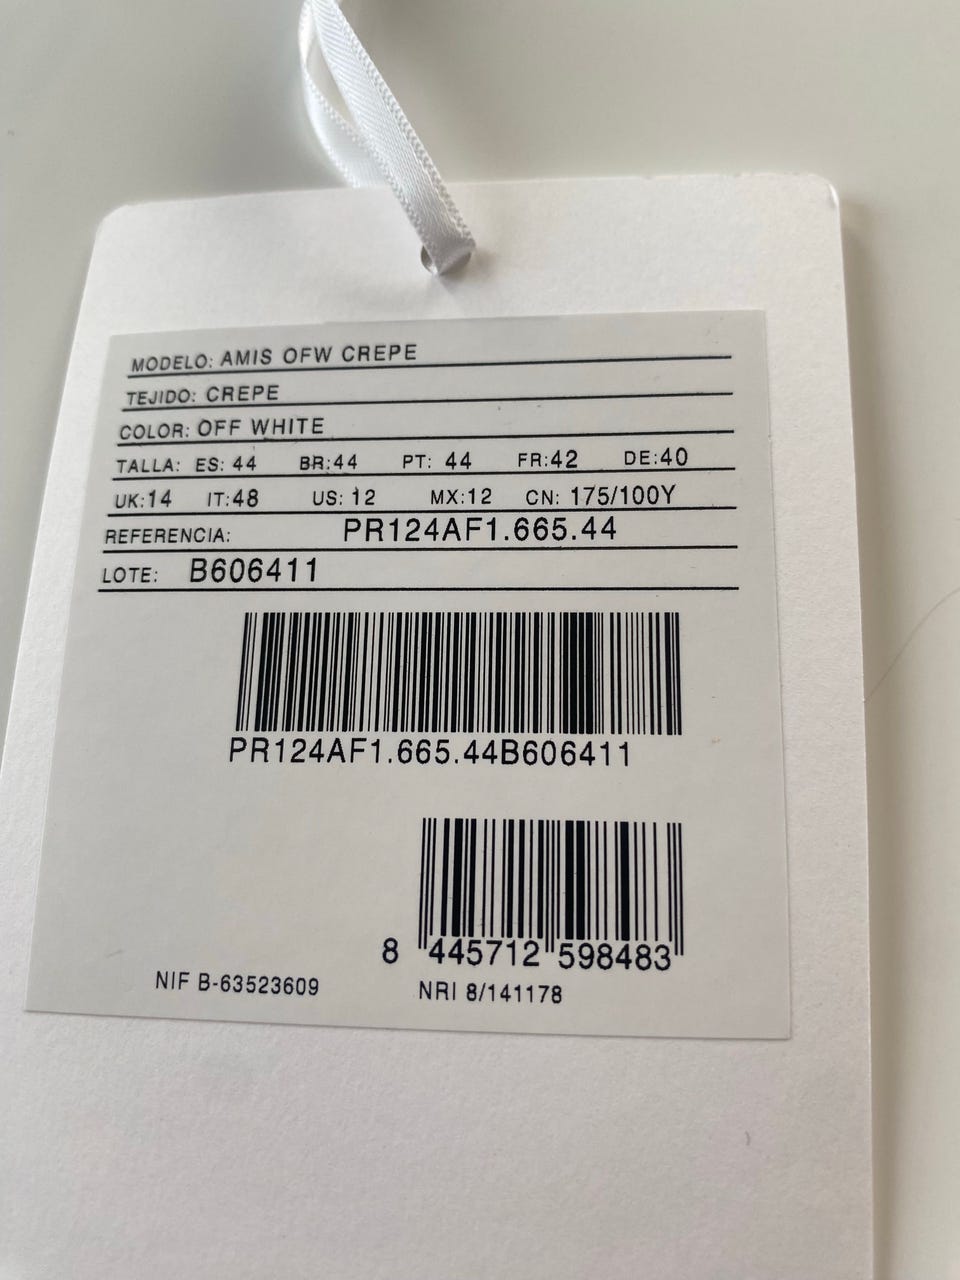 MODELO: AMIS OFW CREPE
TEJIDO: CREPE
COLOR: OFF WHITE
TALLA: ES: 44 BR:44 PT: 44 FR:42 DE:40
UK:14 IT:48 US: 12 MX:12 CN: 175/100Y
REFERENCIA: PR124AF1.665.44
LOTE: B606411
PR124AF1.665.44B606411
8 445712 598483
NIF B-63523609 NRI 8/141178